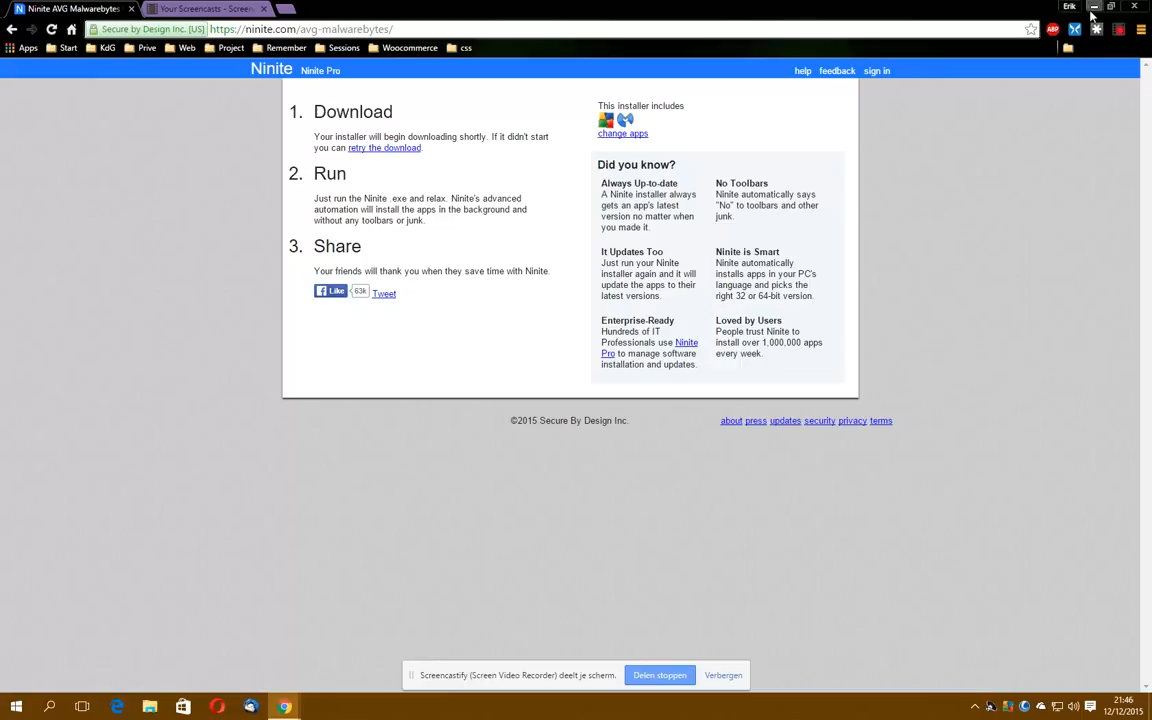 Ninite AVG Malwarebytes
Your Screencasts - Screen
Erik
Secure by Design Inc. [US]
https://ninite.com/avg-malwarebytes/
Apps
Start
KdG
Prive
Web
Project
Remember
Sessions
Woocommerce
css
Ninite
Ninite Pro
help
feedback
sign in
1. Download
Your installer will begin downloading shortly. If it didn't start
you can retry the download.
2. Run
Just run the Ninite .exe and relax. Ninite's advanced
automation will install the apps in the background and
without any toolbars or junk.
3. Share
Your friends will thank you when they save time with Ninite.
Like
63k
Tweet
This installer includes
change apps
Did you know?
Always Up-to-date
A Ninite installer always
gets an app's latest
version no matter when
you made it.
No Toolbars
Ninite automatically says
"No" to toolbars and other
junk.
It Updates Too
Just run your Ninite
installer again and it will
update the apps to their
latest versions.
Ninite is Smart
Ninite automatically
installs apps in your PC's
language and picks the
right 32 or 64-bit version.
Enterprise-Ready
Hundreds of IT
Professionals use Ninite
Pro to manage software
installation and updates.
Loved by Users
People trust Ninite to
install over 1,000,000 apps
every week.
©2015 Secure By Design Inc.
about press updates security privacy terms
Screencastify (Screen Video Recorder) deelt je scherm.
Delen stoppen
Verbergen
21:46
12/12/2015